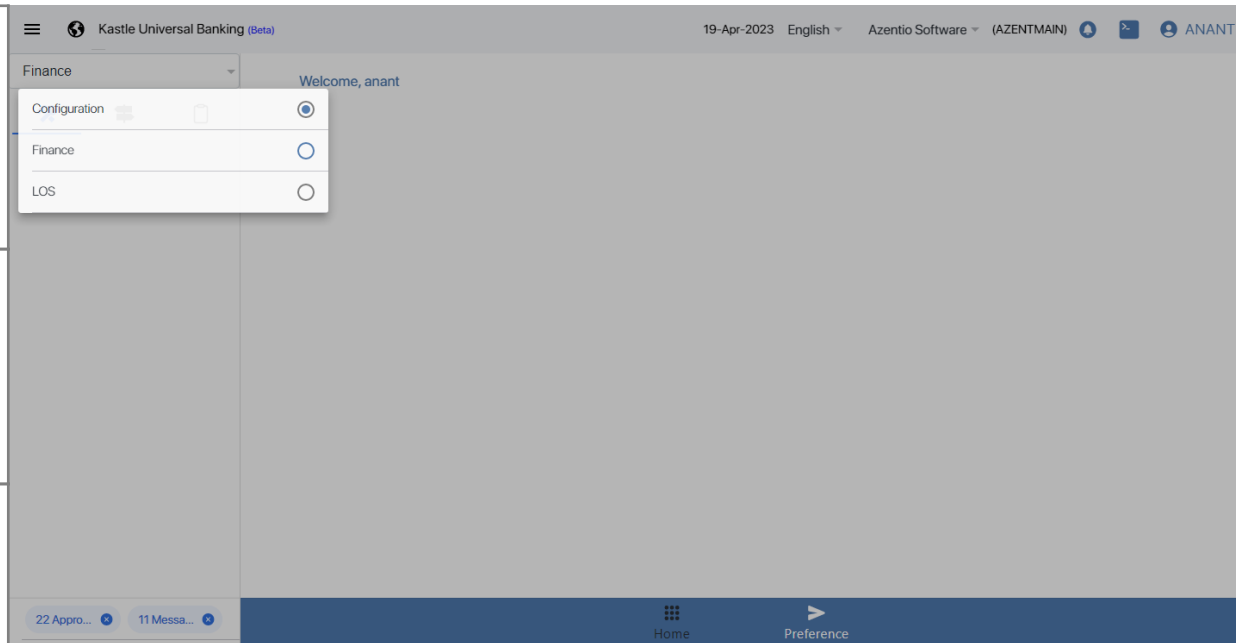 Kastle Universal Banking (Beta)
19-Apr-2023 English Azentio Software (AZENTMAIN) ANANT
Finance
Welcome, anant
Configuration
Finance
LOS
22 Appro... 11 Messa...
Home Preference